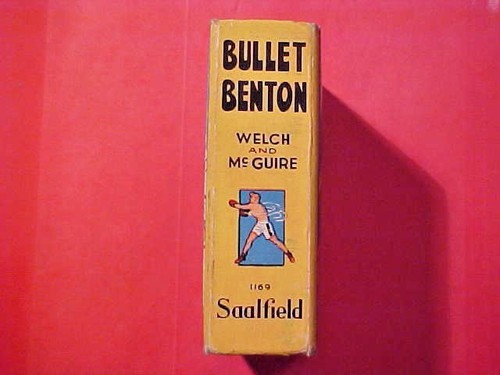 BULLET
BENTON
WELCH
AND
McGUIRE
1169
Saalfield